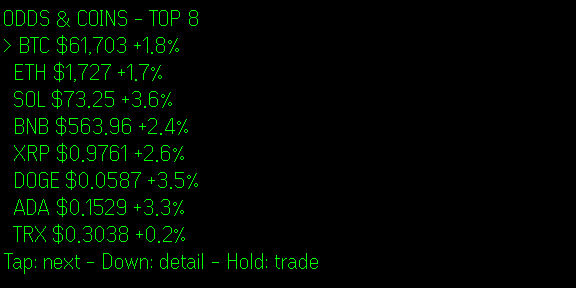 ODDS & COINS - TOP 8
> BTC $61,703 +1.8%
ETH $1,727 +1.7%
SOL $73.25 +3.6%
BNB $563.96 +2.4%
XRP $0.9761 +2.6%
DOGE $0.0587 +3.5%
ADA $0.1529 +3.3%
TRX $0.3038 +0.2%
Tap: next - Down: detail - Hold: trade